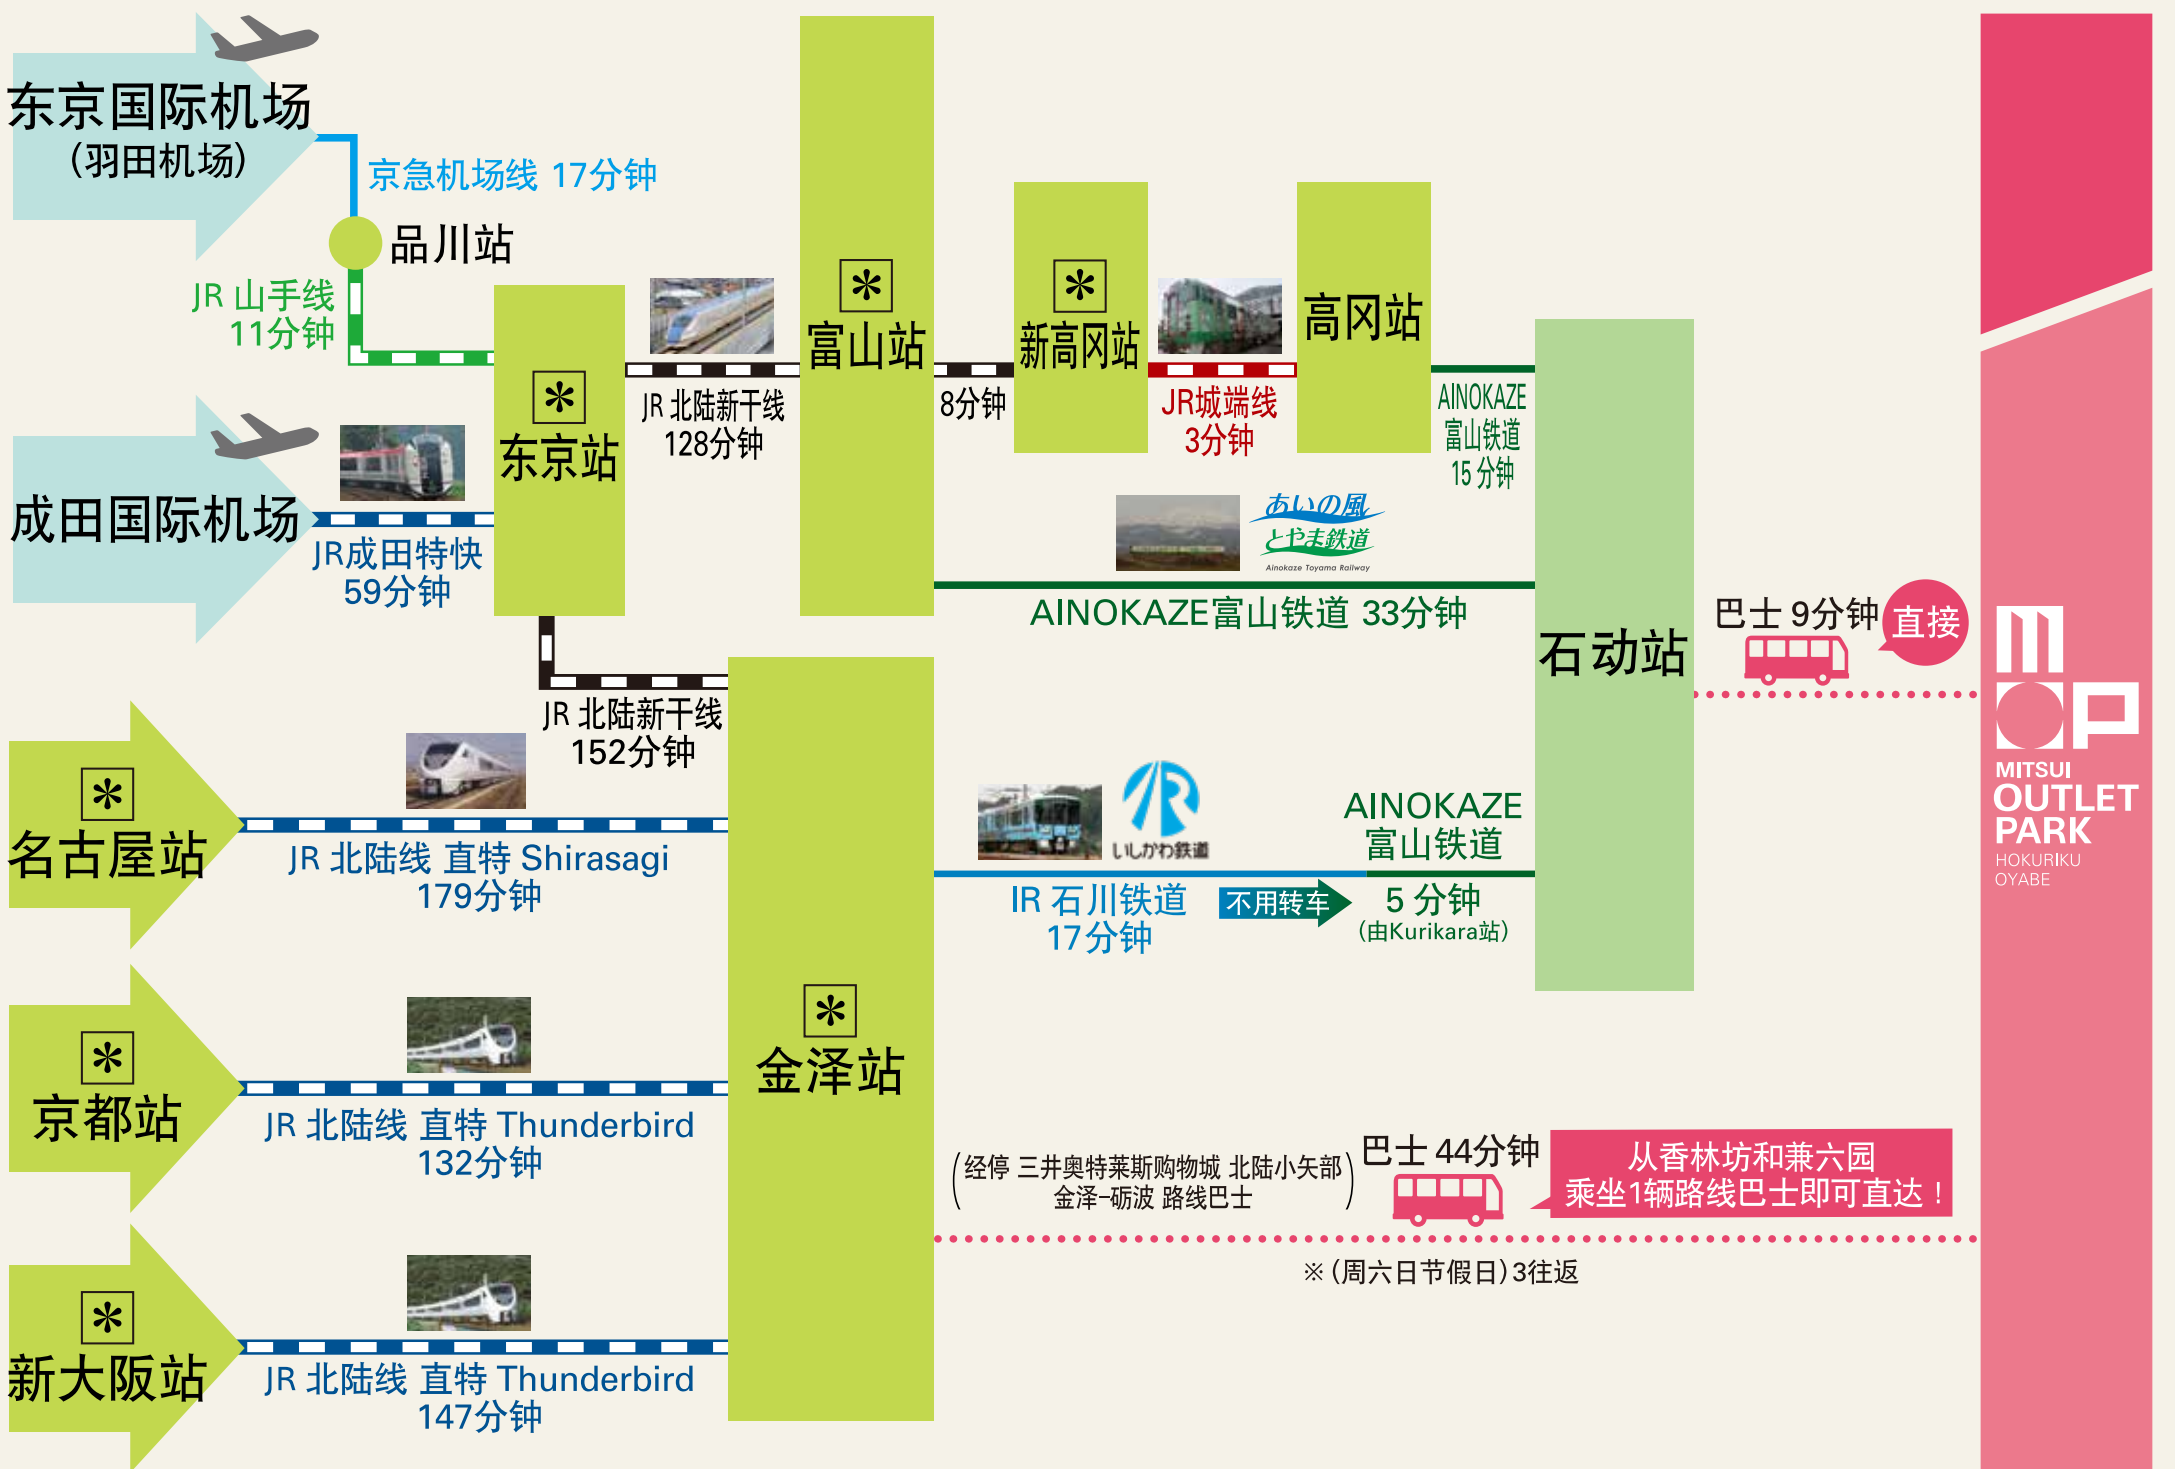 东京国际机场
（羽田机场）
京急机场线 17分钟
品川站
JR 山手线
11分钟
成田国际机场
JR成田特快
59分钟
＊
东京站
JR 北陆新干线
128分钟
＊
富山站
8分钟
＊
新高冈站
JR城端线
3分钟
高冈站
AINOKAZE
富山铁道
15 分钟
あいの風
とやま鉄道
Ainokaze Toyama Railway
AINOKAZE富山铁道 33分钟
石动站
巴士 9分钟
直接
MOP
MITSUI
OUTLET
PARK
HOKURIKU
OYABE
JR 北陆新干线
152分钟
＊
名古屋站
JR 北陆线 直特 Shirasagi
179分钟
＊
京都站
JR 北陆线 直特 Thunderbird
132分钟
＊
新大阪站
JR 北陆线 直特 Thunderbird
147分钟
＊
金泽站
IR
いしかわ鉄道
IR 石川铁道
17分钟
不用转车
AINOKAZE
富山铁道
5 分钟
（由Kurikara站）
（经停 三井奥特莱斯购物城 北陆小矢部
金泽-砺波 路线巴士）
巴士 44分钟
从香林坊和兼六园
乘坐1辆路线巴士即可直达！
※（周六日节假日）3往返